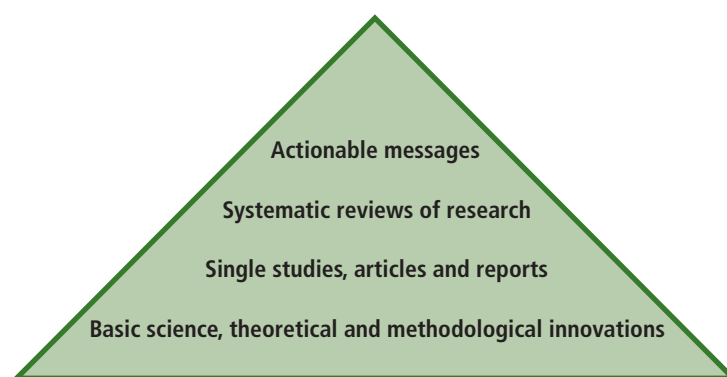 Actionable messages
Systematic reviews of research
Single studies, articles and reports
Basic science, theoretical and methodological innovations